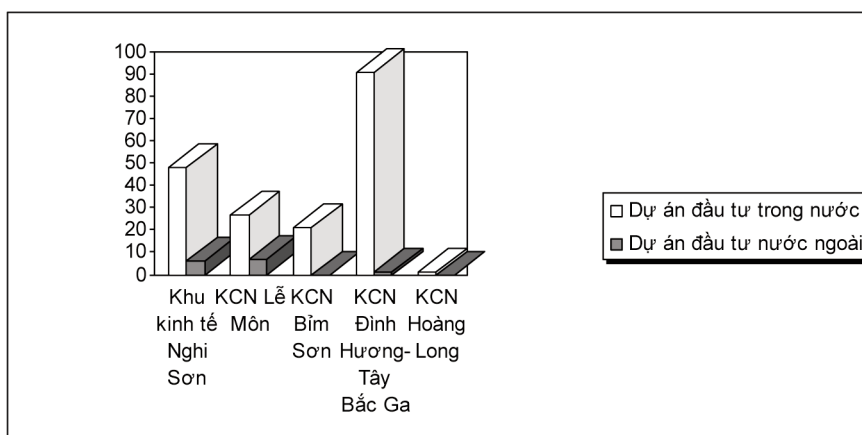 100
90
80
70
60
50
40
30
20
10
0
Khu
kinh tế
Nghi
Sơn
KCN Lễ
Môn
KCN
Bỉm
Sơn
KCN
Đình
Hương-
Tây
Bắc Ga
KCN
Hoàng
Long
Dự án đầu tư trong nước
Dự án đầu tư nước ngoài